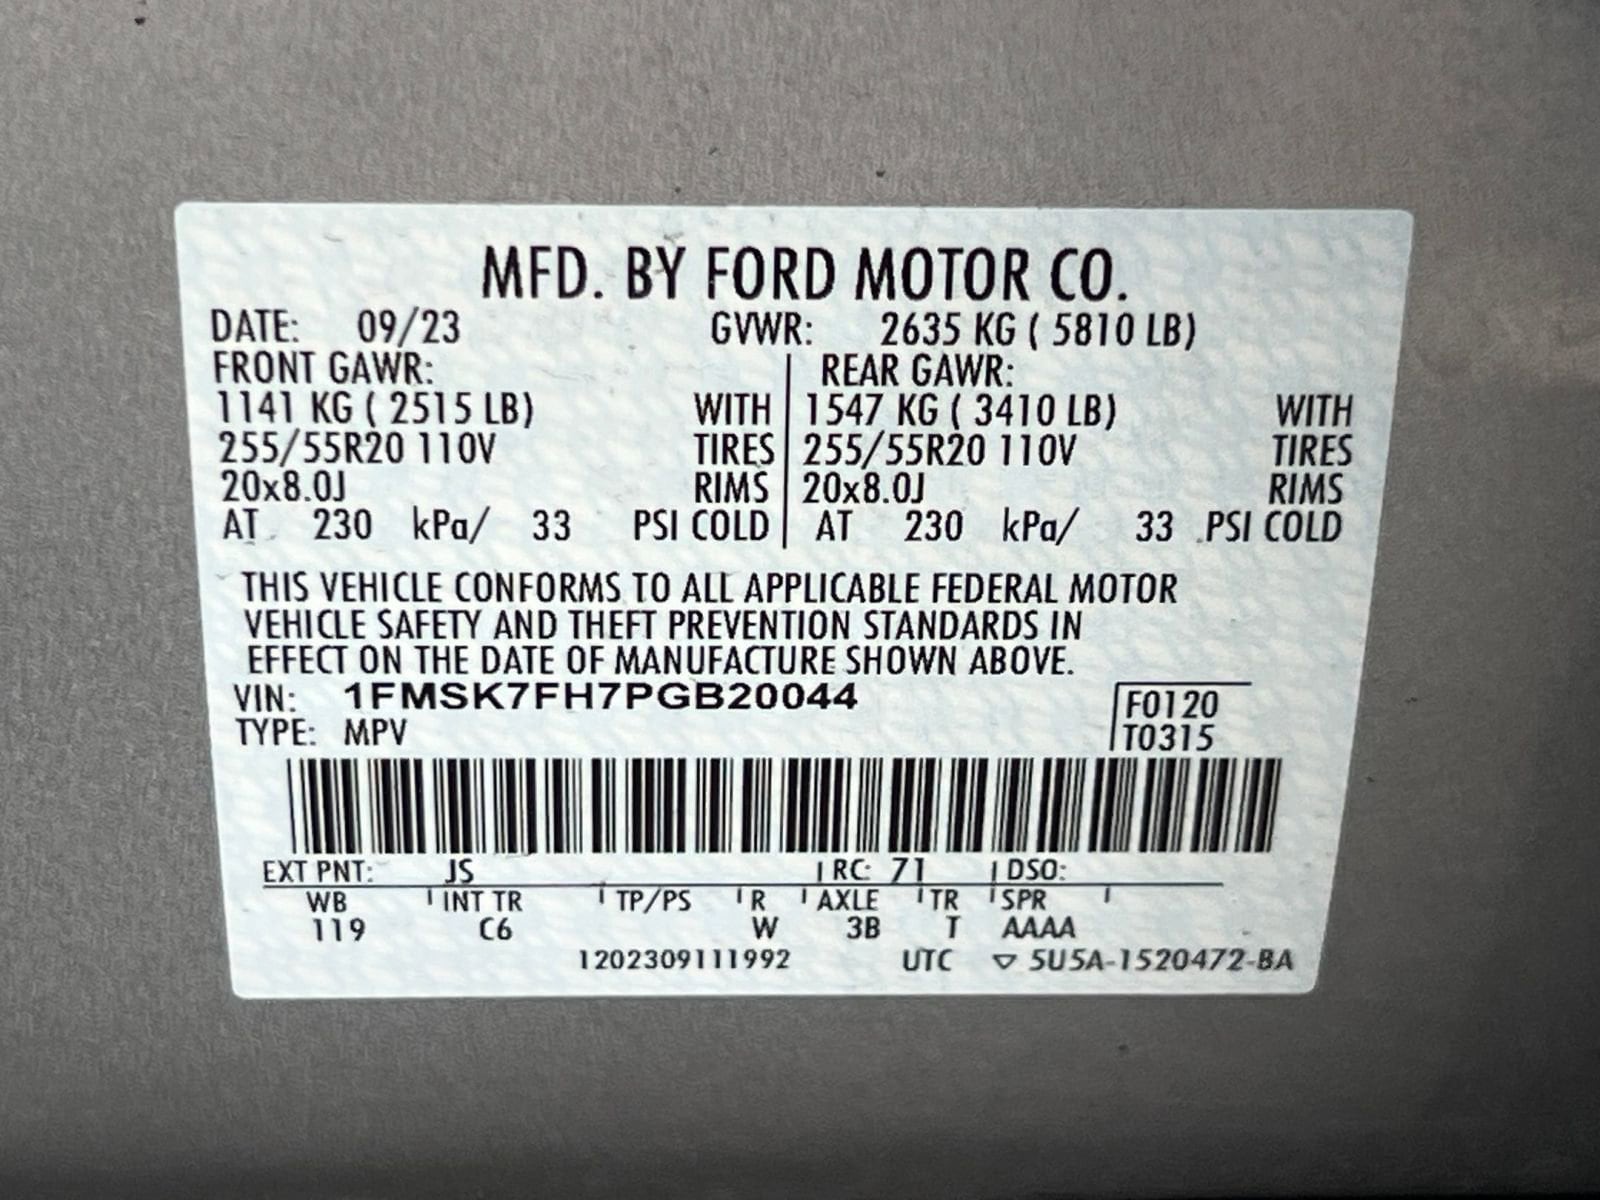 MFD. BY FORD MOTOR CO.
DATE: 09/23 GVWR: 2635 KG ( 5810 LB)
FRONT GAWR: REAR GAWR:
1141 KG ( 2515 LB) WITH 1547 KG ( 3410 LB) WITH
255/55R20 110V TIRES 255/55R20 110V TIRES
20x8.0J RIMS 20x8.0J RIMS
AT 230 kPa/ 33 PSI COLD AT 230 kPa/ 33 PSI COLD
THIS VEHICLE CONFORMS TO ALL APPLICABLE FEDERAL MOTOR
VEHICLE SAFETY AND THEFT PREVENTION STANDARDS IN
EFFECT ON THE DATE OF MANUFACTURE SHOWN ABOVE.
VIN: 1FMSK7FH7PGB20044 F0120
TYPE: MPV T0315
EXT PNT: JS RC: 71 DSO:
WB INT TR TP/PS R AXLE TR SPR
119 C6 W 3B T AAAA
1202309111992 UTC ▽ 5U5A-1520472-BA